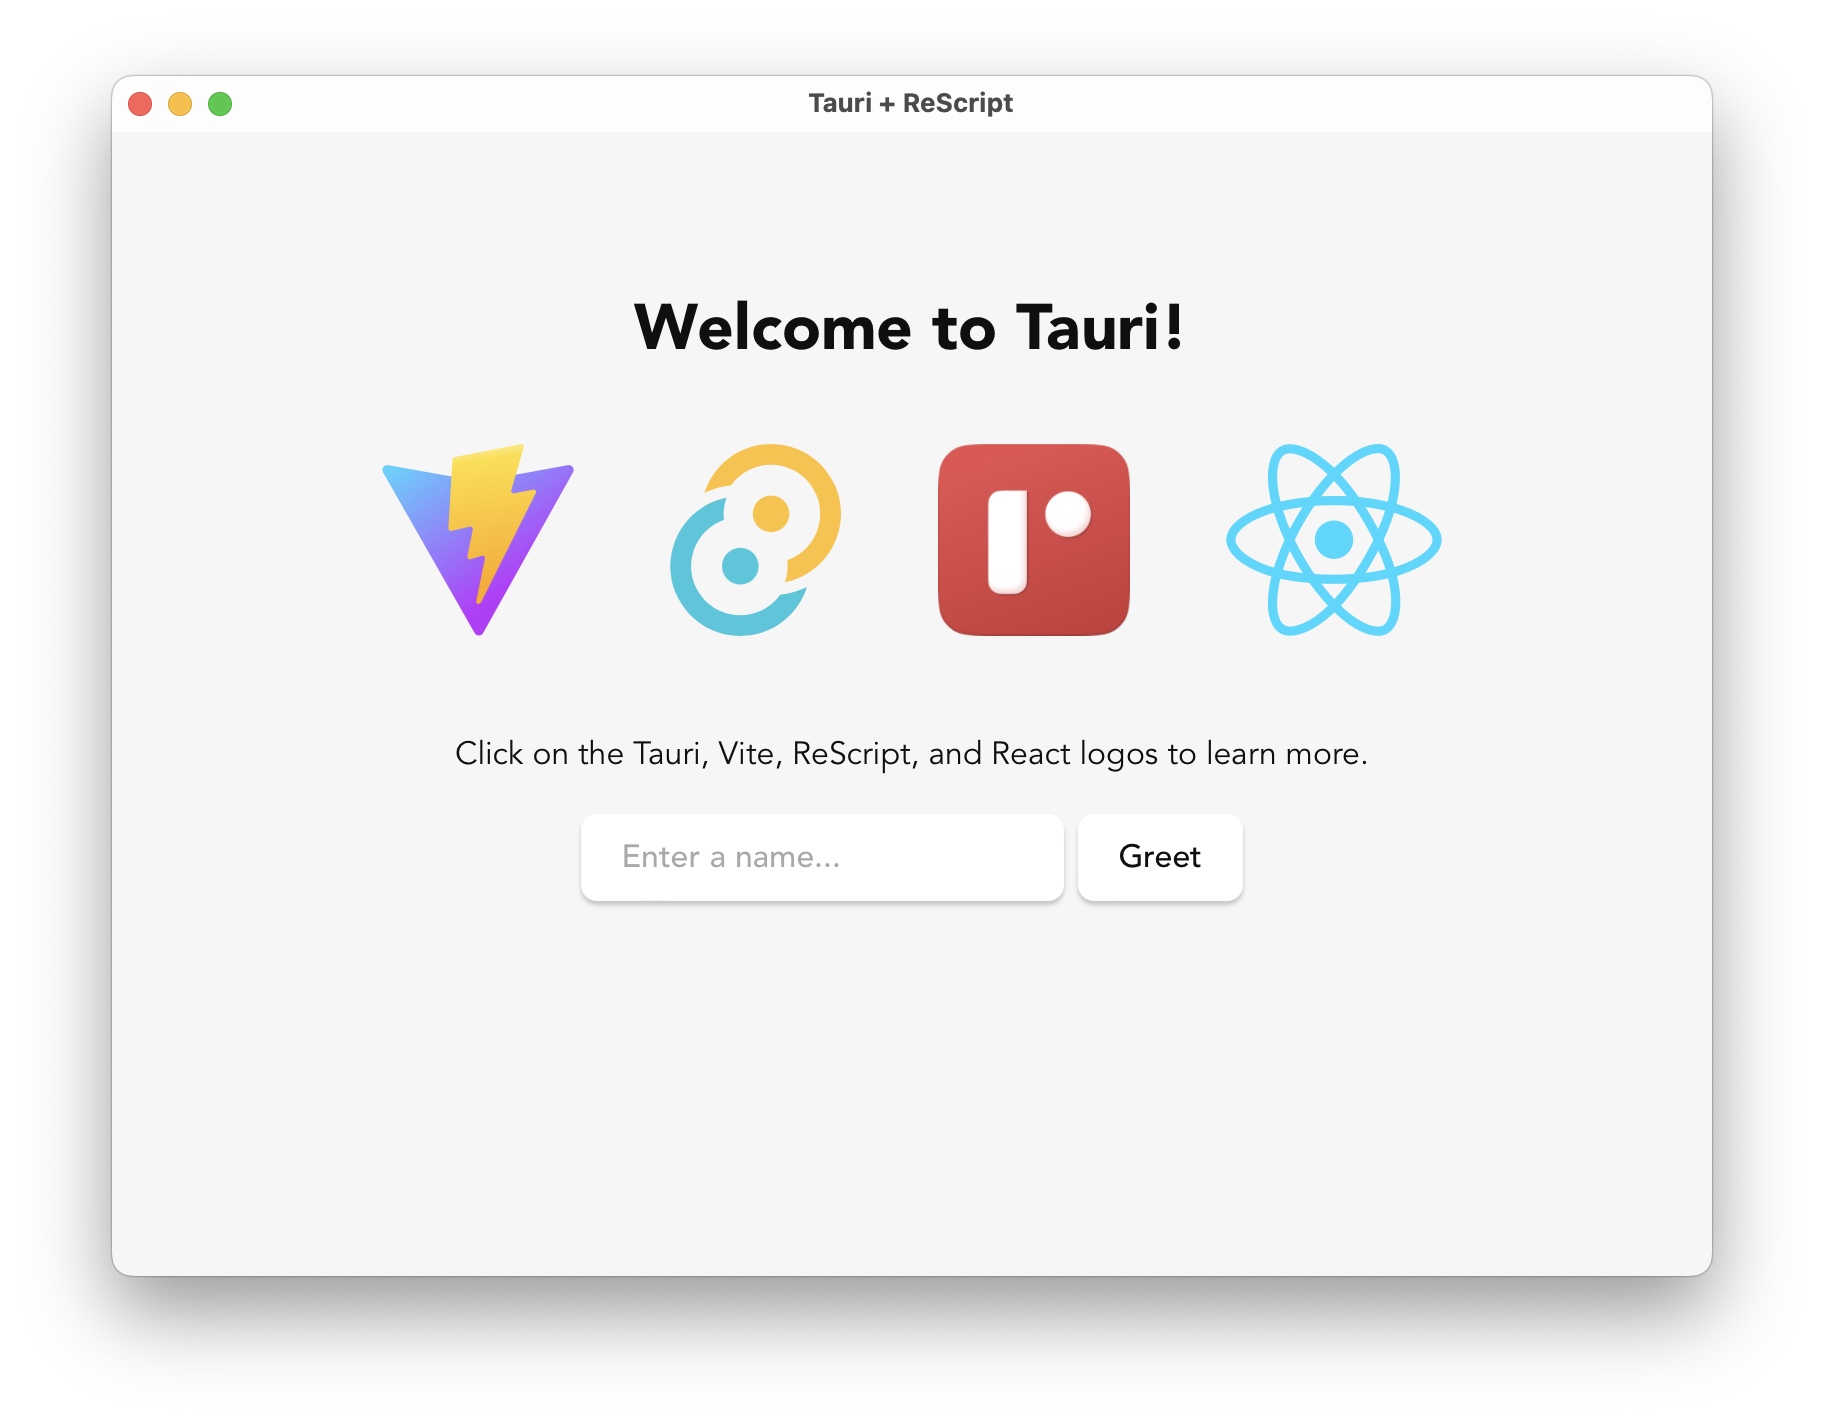 Tauri + ReScript
Welcome to Tauri!
Click on the Tauri, Vite, ReScript, and React logos to learn more.
Enter a name...
Greet